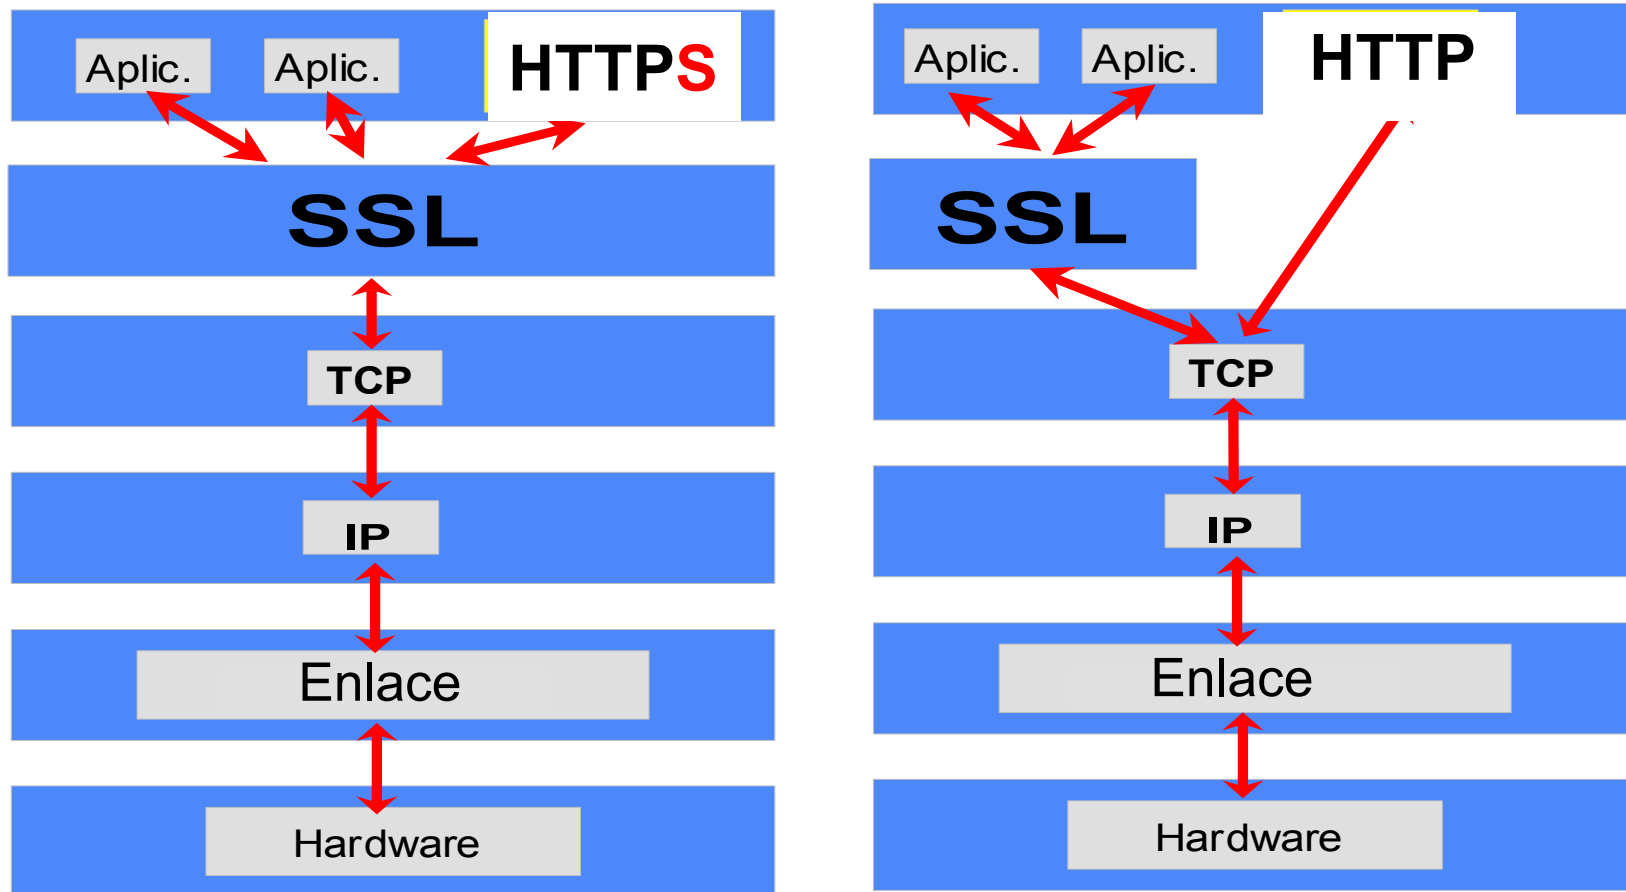 Aplic.
Aplic.
HTTPS
SSL
TCP
IP
Enlace
Hardware
Aplic.
Aplic.
HTTP
SSL
TCP
IP
Enlace
Hardware